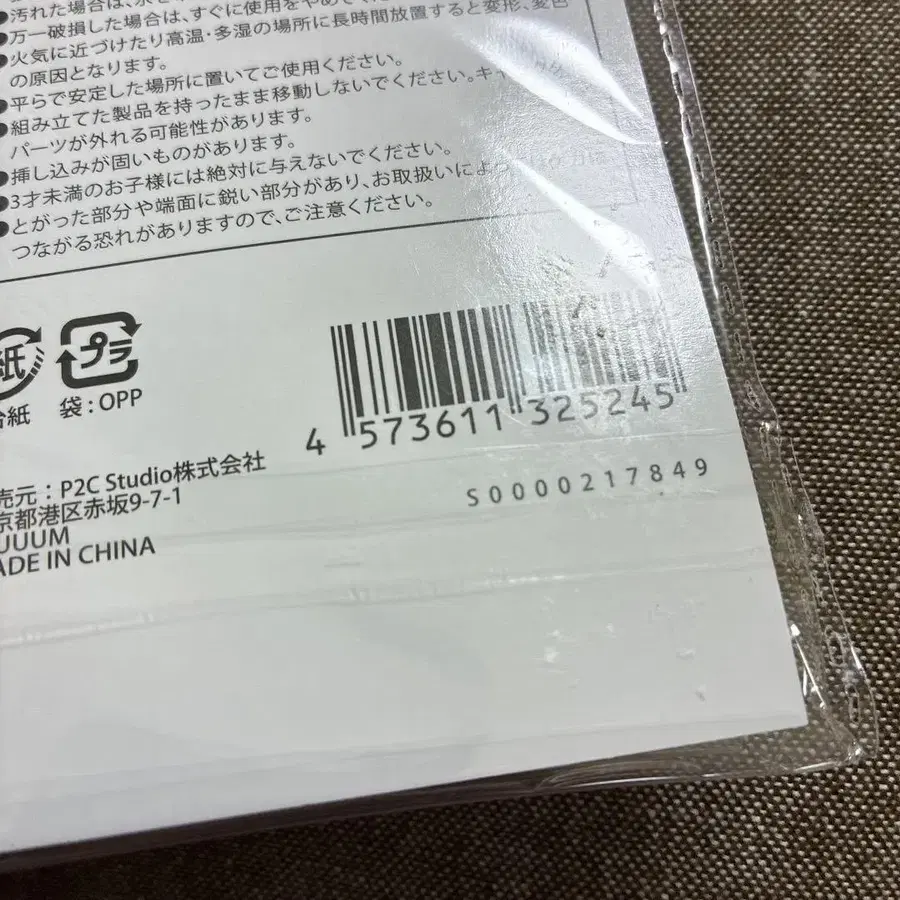 ●汚れた場合は、水を
●万一破損した場合は、すぐに使用をやめて
●火気に近づけたり高温・多湿の場所に長時間放置すると変形、変色
の原因となります。
●平らで安定した場所に置いてご使用ください。
●組み立てた製品を持ったまま移動しないでください。キャ
パーツが外れる可能性があります。
●挿し込みが固いものがあります。
●3才未満のお子様には絶対に与えないでください。
●とがった部分や端面に鋭い部分があり、お取扱いによっ
つながる恐れがありますので、ご注意ください。
紙
プラ
台紙 袋:OPP
4 573611 325245
S0000217849
売元:P2C Studio株式会社
京都港区赤坂9-7-1
UUUM
ADE IN CHINA